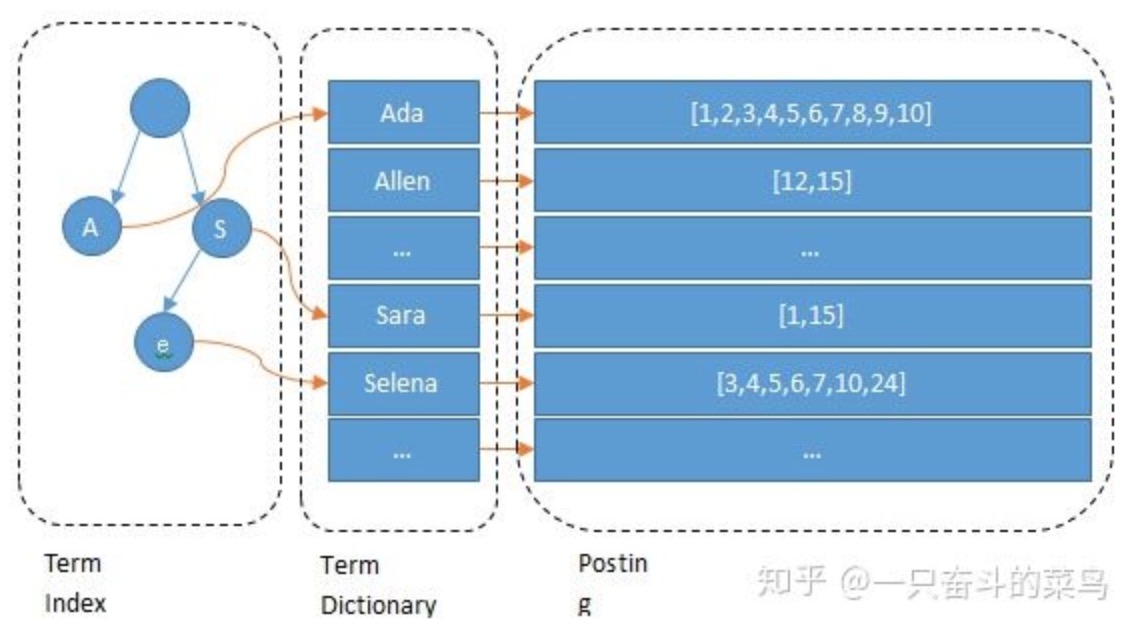 A
S
e
Ada
[1,2,3,4,5,6,7,8,9,10]
Allen
[12,15]
...
...
Sara
[1,15]
Selena
[3,4,5,6,7,10,24]
...
...
Term
Index
Term
Dictionary
Postin
g
知乎 @一只奋斗的菜鸟